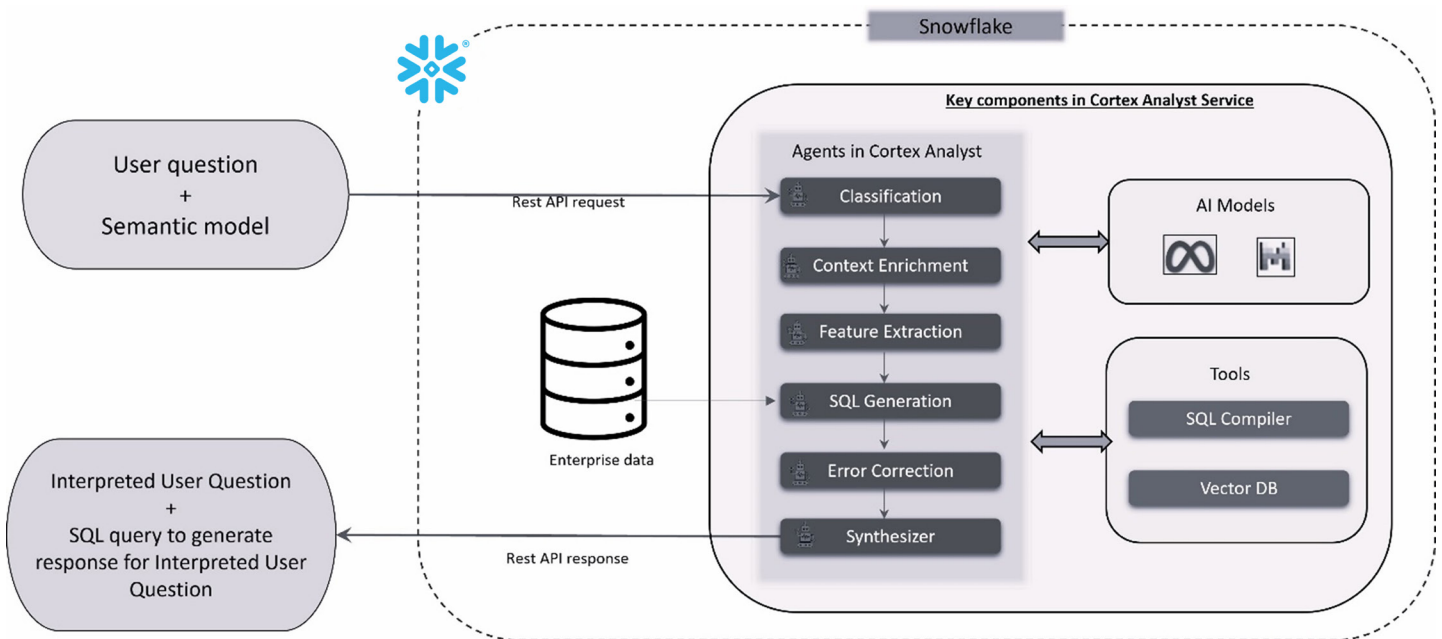 Snowflake
®
Key components in Cortex Analyst Service
User question
+
Semantic model
Rest API request
Agents in Cortex Analyst
Classification
Context Enrichment
Feature Extraction
SQL Generation
Error Correction
Synthesizer
AI Models
Tools
SQL Compiler
Vector DB
Enterprise data
Interpreted User Question
+
SQL query to generate
response for Interpreted User
Question
Rest API response